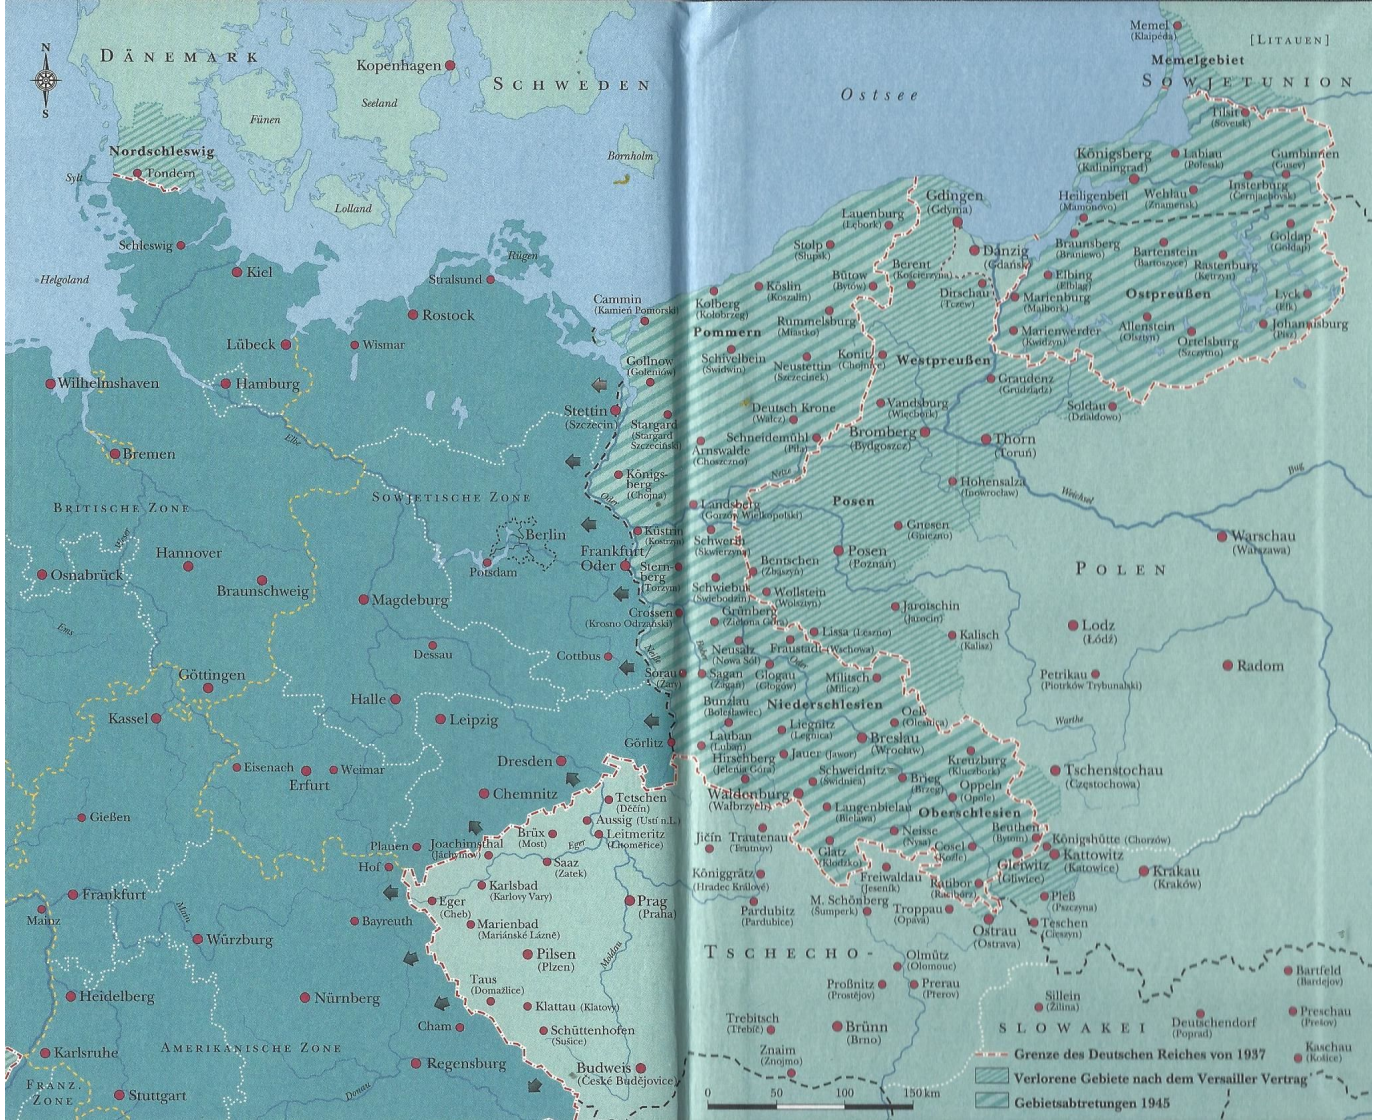 N
S
DÄNEMARK
Kopenhagen
SCHWEDEN
Seeland
Fünen
Bornholm
Nordschleswig
Sylt
Tondern
Lolland
Schleswig
Kiel
Helgoland
Rügen
Stralsund
Rostock
Lübeck
Wismar
Wilhelmshaven
Hamburg
Elbe
Bremen
SOWJETISCHE ZONE
BRITISCHE ZONE
Weser
Berlin
Hannover
Potsdam
Osnabrück
Braunschweig
Magdeburg
Ems
Dessau
Cottbus
Göttingen
Halle
Kassel
Leipzig
Eisenach
Erfurt
Weimar
Dresden
Chemnitz
Gießen
Plauen
Hof
Frankfurt
Mainz
Main
Bayreuth
Würzburg
Heidelberg
Nürnberg
Cham
AMERIKANISCHE ZONE
Karlsruhe
Regensburg
FRANZ.
ZONE
Donau
Stuttgart
Ostsee
Memel
(Klaipéda)
[LITAUEN]
Memelgebiet
SOWJETUNION
Tilsit
(Sovetsk)
Königsberg
(Kaliningrad)
Labiau
(Polessk)
Gumbinnen
(Gusev)
Insterburg
(Černjachovsk)
Wehlau
(Znamensk)
Heiligenbeil
(Mamonovo)
Gdingen
(Gdynia)
Lauenburg
(Lębork)
Stolp
(Słupsk)
Danzig
(Gdańsk)
Braunsberg
(Braniewo)
Bartenstein
(Bartoszyce)
Rastenburg
(Kętrzyn)
Goldap
(Gołdap)
Berent
(Kościerzyna)
Bütow
(Bytów)
Elbing
(Elbląg)
Dirschau
(Tczew)
Marienburg
(Malbork)
Ostpreußen
Lyck
(Ełk)
Köslin
(Koszalin)
Kolberg
(Kołobrzeg)
Cammin
(Kamień Pomorski)
Rummelsburg
(Miastko)
Pommern
Marienwerder
(Kwidzyn)
Allenstein
(Olsztyn)
Ortelsburg
(Szczytno)
Johannisburg
(Pisz)
Schivelbein
(Świdwin)
Neustettin
(Szczecinek)
Konitz
(Chojnice)
Westpreußen
Gollnow
(Goleniów)
Graudenz
(Grudziądz)
Soldau
(Działdowo)
Stettin
(Szczecin)
Stargard
(Stargard
Szczeciński)
Deutsch Krone
(Wałcz)
Vandsburg
(Więcbork)
Schneidemühl
(Piła)
Bromberg
(Bydgoszcz)
Thorn
(Toruń)
Arnswalde
(Choszczno)
Netze
Königs-
berg
(Chojna)
Oder
Hohensalza
(Inowrocław)
Weichsel
Bug
Landsberg
(Gorzów Wielkopolski)
Posen
Küstrin
(Kostrzyn)
Schwerin
(Skwierzyna)
Gnesen
(Gniezno)
Warschau
(Warszawa)
Frankfurt/
Oder
Stern-
berg
(Torzym)
Bentschen
(Zbąszyń)
Posen
(Poznań)
POLEN
Schwiebus
(Świebodzin)
Wollstein
(Wolsztyn)
Crossen
(Krosno Odrzański)
Grünberg
(Zielona Góra)
Jarotschin
(Jarocin)
Lissa (Leszno)
Kalisch
(Kalisz)
Lodz
(Łódź)
Neiße
Bober
Neusalz
(Nowa Sól)
Fraustadt (Wschowa)
Oder
Sorau
(Żary)
Sagan
(Żagań)
Glogau
(Głogów)
Militsch
(Milicz)
Petrikau
(Piotrków Trybunalski)
Radom
Bunzlau
(Bolesławiec)
Niederschlesien
Oels
(Oleśnica)
Warthe
Liegnitz
(Legnica)
Görlitz
Lauban
(Lubań)
Breslau
(Wrocław)
Jauer (Jawor)
Hirschberg
(Jelenia Góra)
Kreuzburg
(Kluczbork)
Schweidnitz
(Świdnica)
Brieg
(Brzeg)
Oppeln
(Opole)
Tschenstochau
(Częstochowa)
Waldenburg
(Wałbrzych)
Langenbielau
(Bielawa)
Oberschlesien
Tetschen
(Děčín)
Aussig (Ustí n.L.)
Brüx
(Most)
Leitmeritz
(Litoměřice)
Joachimsthal
(Jáchymov)
Eger
Saaz
(Žatec)
Jičín
Trautenau
(Trutnov)
Neisse
(Nysa)
Cosel
(Koźle)
Beuthen
(Bytom)
Königshütte (Chorzów)
Glatz
(Kłodzko)
Gleiwitz
(Gliwice)
Kattowitz
(Katowice)
Krakau
(Kraków)
Karlsbad
(Karlovy Vary)
Königgrätz
(Hradec Králové)
Freiwaldau
(Jeseník)
Ratibor
(Racibórz)
Pleß
(Pszczyna)
Eger
(Cheb)
Prag
(Praha)
Marienbad
(Mariánské Lázně)
Pardubitz
(Pardubice)
M. Schönberg
(Šumperk)
Troppau
(Opava)
Ostrau
(Ostrava)
Teschen
(Cieszyn)
Pilsen
(Plzen)
Moldau
TSCHECHO-
Taus
(Domažlice)
Olmütz
(Olomouc)
Proßnitz
(Prostějov)
Prerau
(Přerov)
Bartfeld
(Bardejov)
Klattau (Klatovy)
Schüttenhofen
(Sušice)
Sillein
(Žilina)
Trebitsch
(Třebíč)
Brünn
(Brno)
SLOWAKEI
Deutschendorf
(Poprad)
Preschau
(Prešov)
Budweis
(České Budějovice)
Znaim
(Znojmo)
Kaschau
(Košice)
Grenze des Deutschen Reiches von 1937
Verlorene Gebiete nach dem Versailler Vertrag
Gebietsabtretungen 1945
0 50 100 150 km